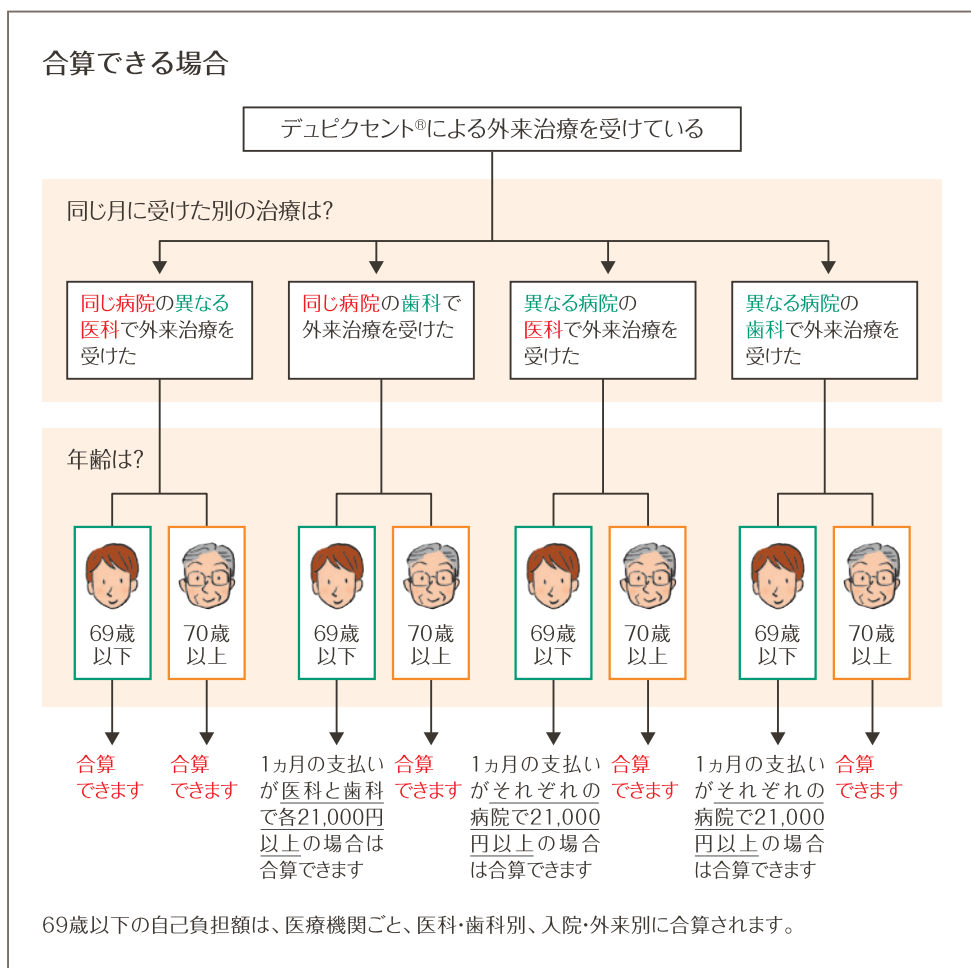 合算できる場合
デュピクセント®による外来治療を受けている
同じ月に受けた別の治療は?
同じ病院の異なる
医科で外来治療を
受けた
同じ病院の歯科で
外来治療を受けた
異なる病院の
医科で外来治療を
受けた
異なる病院の
歯科で外来治療を
受けた
年齢は?
69歳
以下
70歳
以上
69歳
以下
70歳
以上
69歳
以下
70歳
以上
69歳
以下
70歳
以上
合算
できます
合算
できます
1ヵ月の支払い
が医科と歯科
で各21,000円
以上の場合は
合算できます
合算
できます
1ヵ月の支払い
がそれぞれの
病院で21,000
円以上の場合
は合算できます
合算
できます
1ヵ月の支払い
がそれぞれの
病院で21,000
円以上の場合
は合算できます
合算
できます
69歳以下の自己負担額は、医療機関ごと、医科・歯科別、入院・外来別に合算されます。